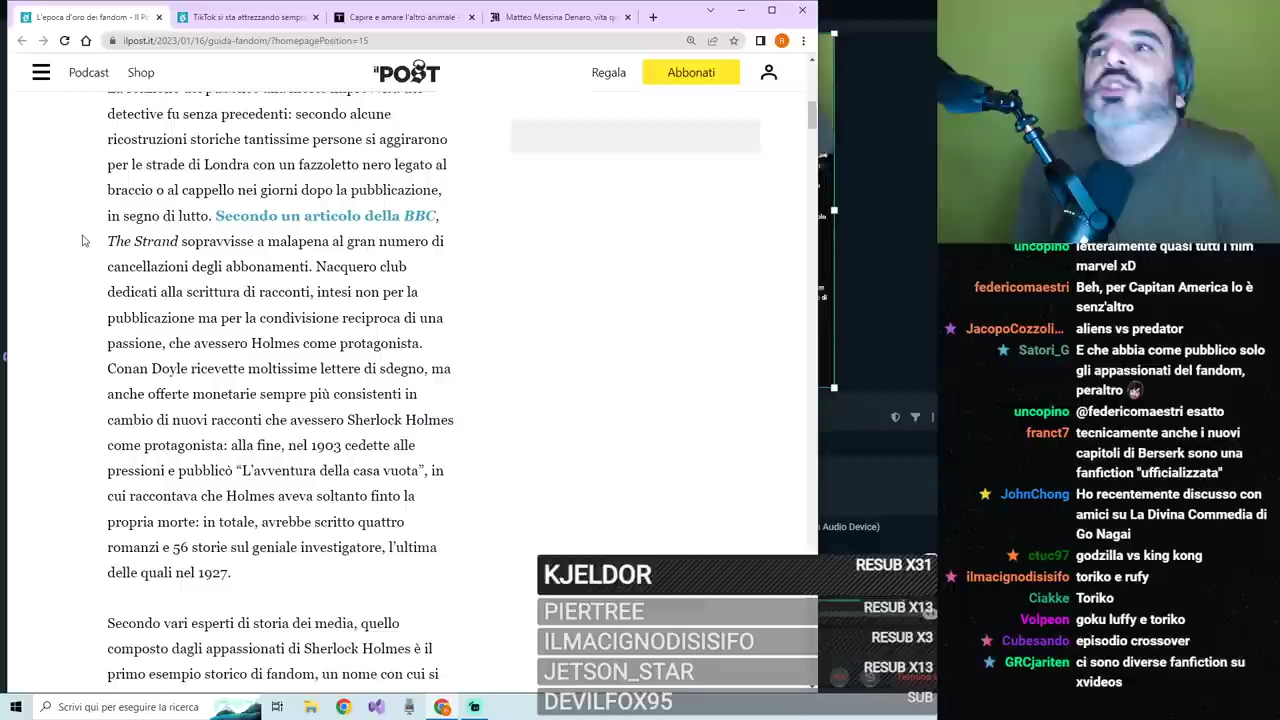 L'epoca d'oro dei fandom - Il P
TikTok si sta attrezzando sempr
Capire e amare l'altro animale -
Matteo Messina Denaro, vita q
ilpost.it/2023/01/16/guida-fandom/?homepagePosition=15
Podcast
Shop
IL POST
Regala
Abbonati
detective fu senza precedenti: secondo alcune
ricostruzioni storiche tantissime persone si aggirarono
per le strade di Londra con un fazzoletto nero legato al
braccio o al cappello nei giorni dopo la pubblicazione,
in segno di lutto. Secondo un articolo della BBC,
The Strand sopravvisse a malapena al gran numero di
cancellazioni degli abbonamenti. Nacquero club
dedicati alla scrittura di racconti, intesi non per la
pubblicazione ma per la condivisione reciproca di una
passione, che avessero Holmes come protagonista.
Conan Doyle ricevette moltissime lettere di sdegno, ma
anche offerte monetarie sempre più consistenti in
cambio di nuovi racconti che avessero Sherlock Holmes
come protagonista: alla fine, nel 1903 cedette alle
pressioni e pubblicò “L’avventura della casa vuota”, in
cui raccontava che Holmes aveva soltanto finto la
propria morte: in totale, avrebbe scritto quattro
romanzi e 56 storie sul geniale investigatore, l’ultima
delle quali nel 1927.
Secondo vari esperti di storia dei media, quello
composto dagli appassionati di Sherlock Holmes è il
primo esempio storico di fandom, un nome con cui si
Audio Device)
KJELDOR RESUB X31
PIERTREE RESUB X13
ILMACIGNODISISIFO RESUB X3
JETSON_STAR RESUB X13
DEVILFOX95 SUB
Scrivi qui per eseguire la ricerca
uncopino letteralmente quasi tutti i film
marvel xD
federicomaestri Beh, per Capitan America lo è
senz'altro
JacopoCozzoli... aliens vs predator
Satori_G E che abbia come pubblico solo
gli appassionati del fandom,
peraltro
uncopino @federicomaestri esatto
franct7 tecnicamente anche i nuovi
capitoli di Berserk sono una
fanfiction "ufficializzata"
JohnChong Ho recentemente discusso con
amici su La Divina Commedia di
Go Nagai
ctuc97 godzilla vs king kong
ilmacignodisisifo toriko e rufy
Ciakke Toriko
Volpeon goku luffy e toriko
Cubesando episodio crossover
GRCjariten ci sono diverse fanfiction su
xvideos